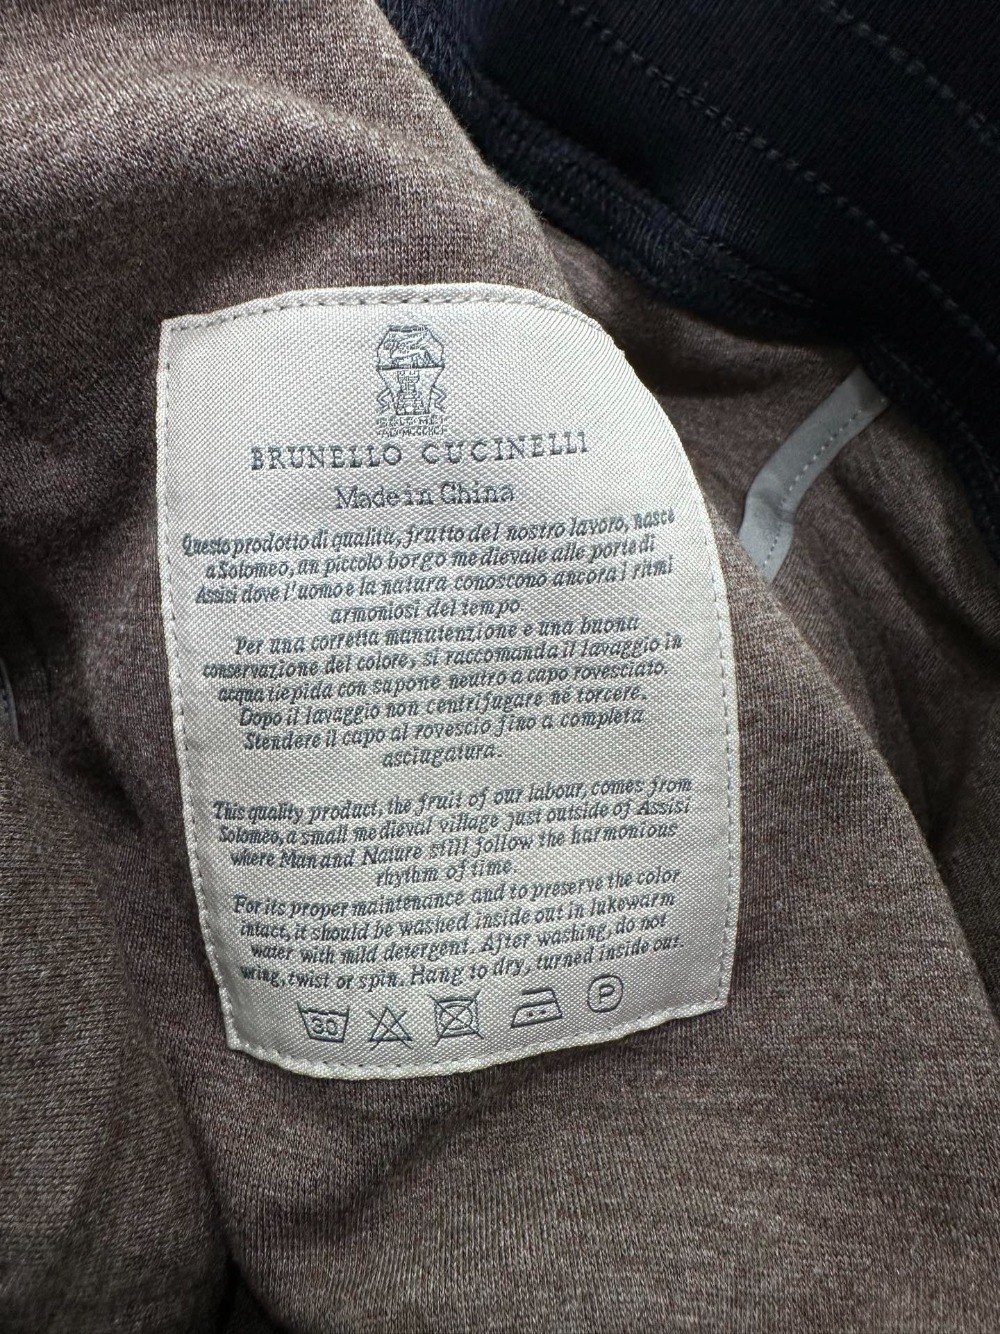 BRUNELLO CUCINELLI
Made in China
Questo prodotto di qualità, frutto del nostro lavoro, nasce
a Solomeo, un piccolo borgo medievale alle porte di
Assisi dove l'uomo e la natura conoscono ancora i ritmi
armoniosi del tempo.
Per una corretta manutenzione e una buona
conservazione del colore, si raccomanda il lavaggio in
acqua tiepida con sapone neutro a capo rovesciato.
Dopo il lavaggio non centrifugare né torcere.
Stendere il capo al rovescio fino a completa
asciugatura.
This quality product, the fruit of our labour, comes from
Solomeo, a small medieval village just outside of Assisi
where Man and Nature still follow the harmonious
rhythm of time.
For its proper maintenance and to preserve the color
intact, it should be washed inside out in lukewarm
water with mild detergent. After washing, do not
wring, twist or spin. Hang to dry, turned inside out.
30 P